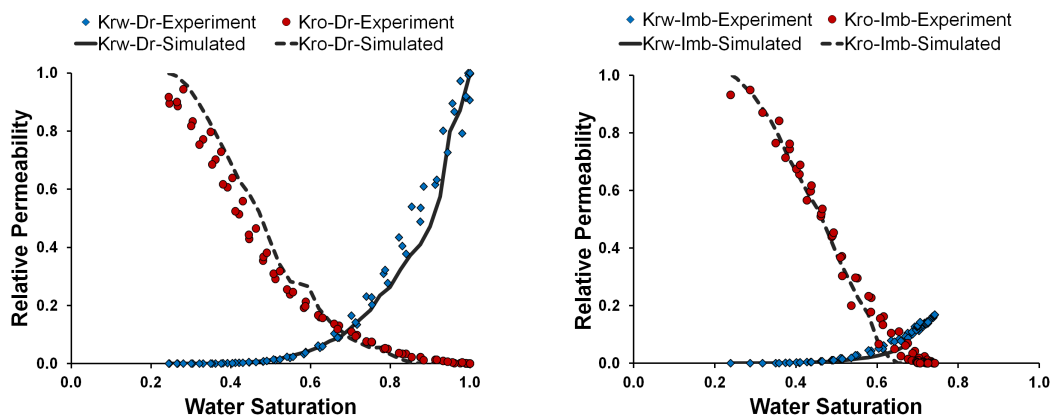 Krw-Dr-Experiment Kro-Dr-Experiment
Krw-Dr-Simulated Kro-Dr-Simulated
Relative Permeability
1.0
0.8
0.6
0.4
0.2
0.0
0.0 0.2 0.4 0.6 0.8 1.0
Water Saturation
Krw-Imb-Experiment Kro-Imb-Experiment
Krw-Imb-Simulated Kro-Imb-Simulated
Relative Permeability
1.0
0.8
0.6
0.4
0.2
0.0
0.0 0.2 0.4 0.6 0.8 1.0
Water Saturation